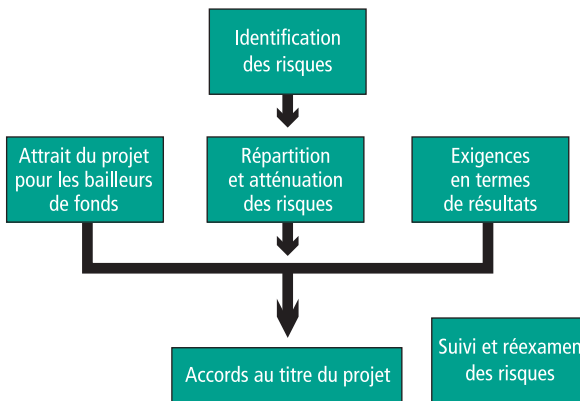 Identification
des risques
Attrait du projet
pour les bailleurs
de fonds
Répartition
et atténuation
des risques
Exigences
en termes
de résultats
Accords au titre du projet
Suivi et réexamen
des risques